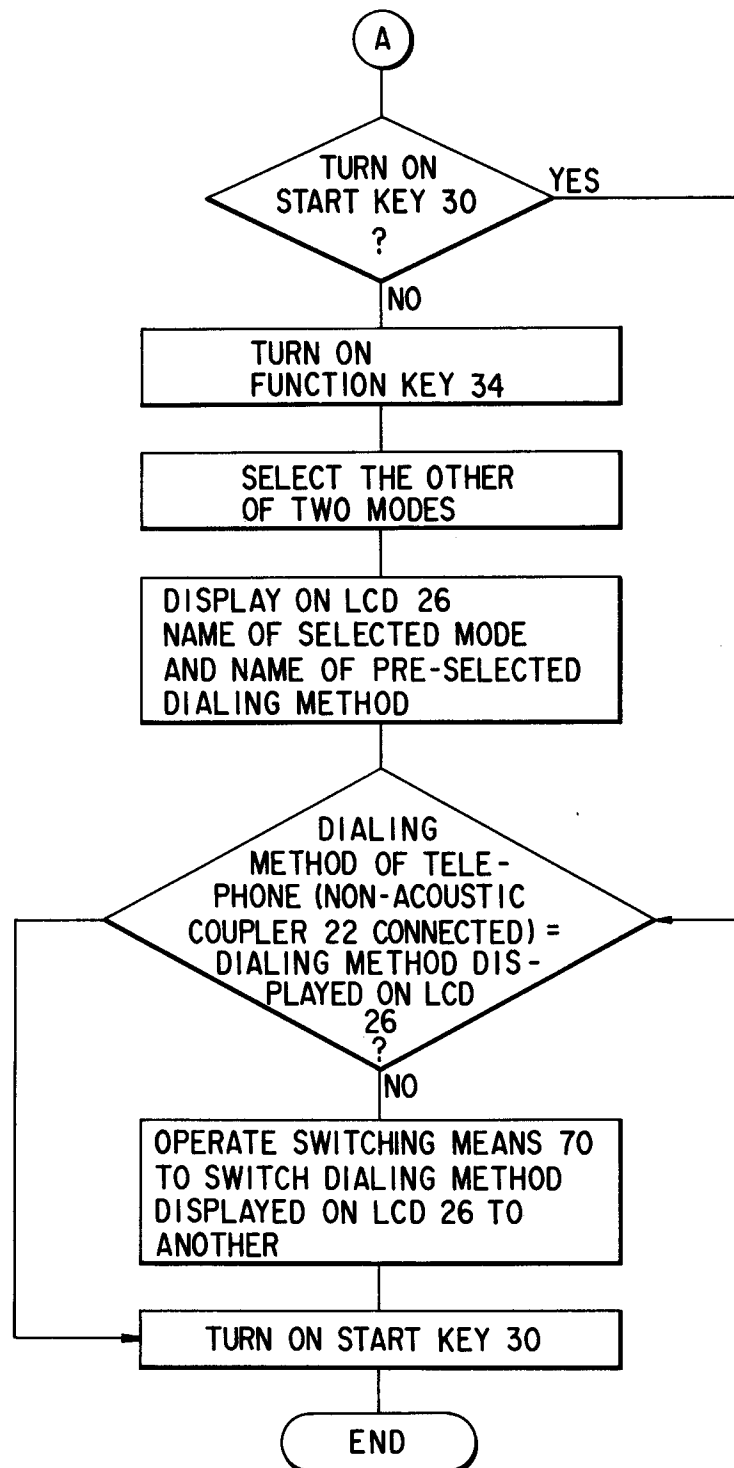 A
TURN ON
START KEY 30
?
YES
NO
TURN ON
FUNCTION KEY 34
SELECT THE OTHER
OF TWO MODES
DISPLAY ON LCD 26
NAME OF SELECTED MODE
AND NAME OF PRE-SELECTED
DIALING METHOD
DIALING
METHOD OF TELE-
PHONE (NON-ACOUSTIC
COUPLER 22 CONNECTED) =
DIALING METHOD DIS-
PLAYED ON LCD
26
?
NO
OPERATE SWITCHING MEANS 70
TO SWITCH DIALING METHOD
DISPLAYED ON LCD 26 TO
ANOTHER
TURN ON START KEY 30
END